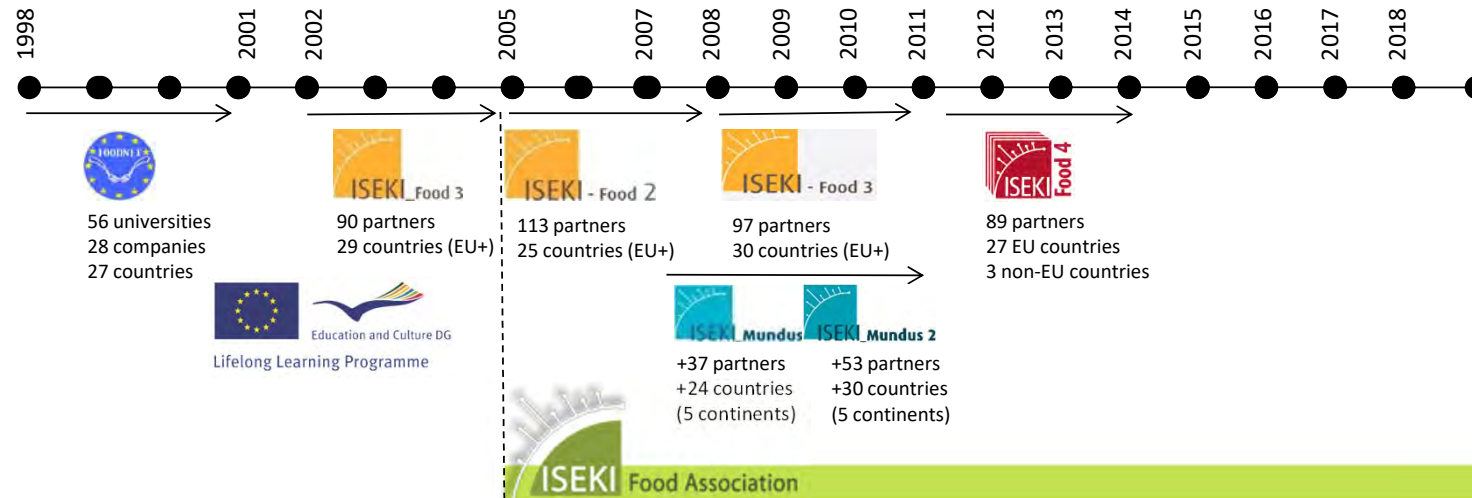 1998
2001
2002
2005
2007
2008
2009
2010
2011
2012
2013
2014
2015
2016
2017
2018
FOODNET
56 universities
28 companies
27 countries
ISEKI_Food 3
90 partners
29 countries (EU+)
ISEKI - Food 2
113 partners
25 countries (EU+)
ISEKI - Food 3
97 partners
30 countries (EU+)
ISEKI Food 4
89 partners
27 EU countries
3 non-EU countries
Education and Culture DG
Lifelong Learning Programme
ISEKI_Mundus
+37 partners
+24 countries
(5 continents)
ISEKI_Mundus 2
+53 partners
+30 countries
(5 continents)
ISEKI Food Association